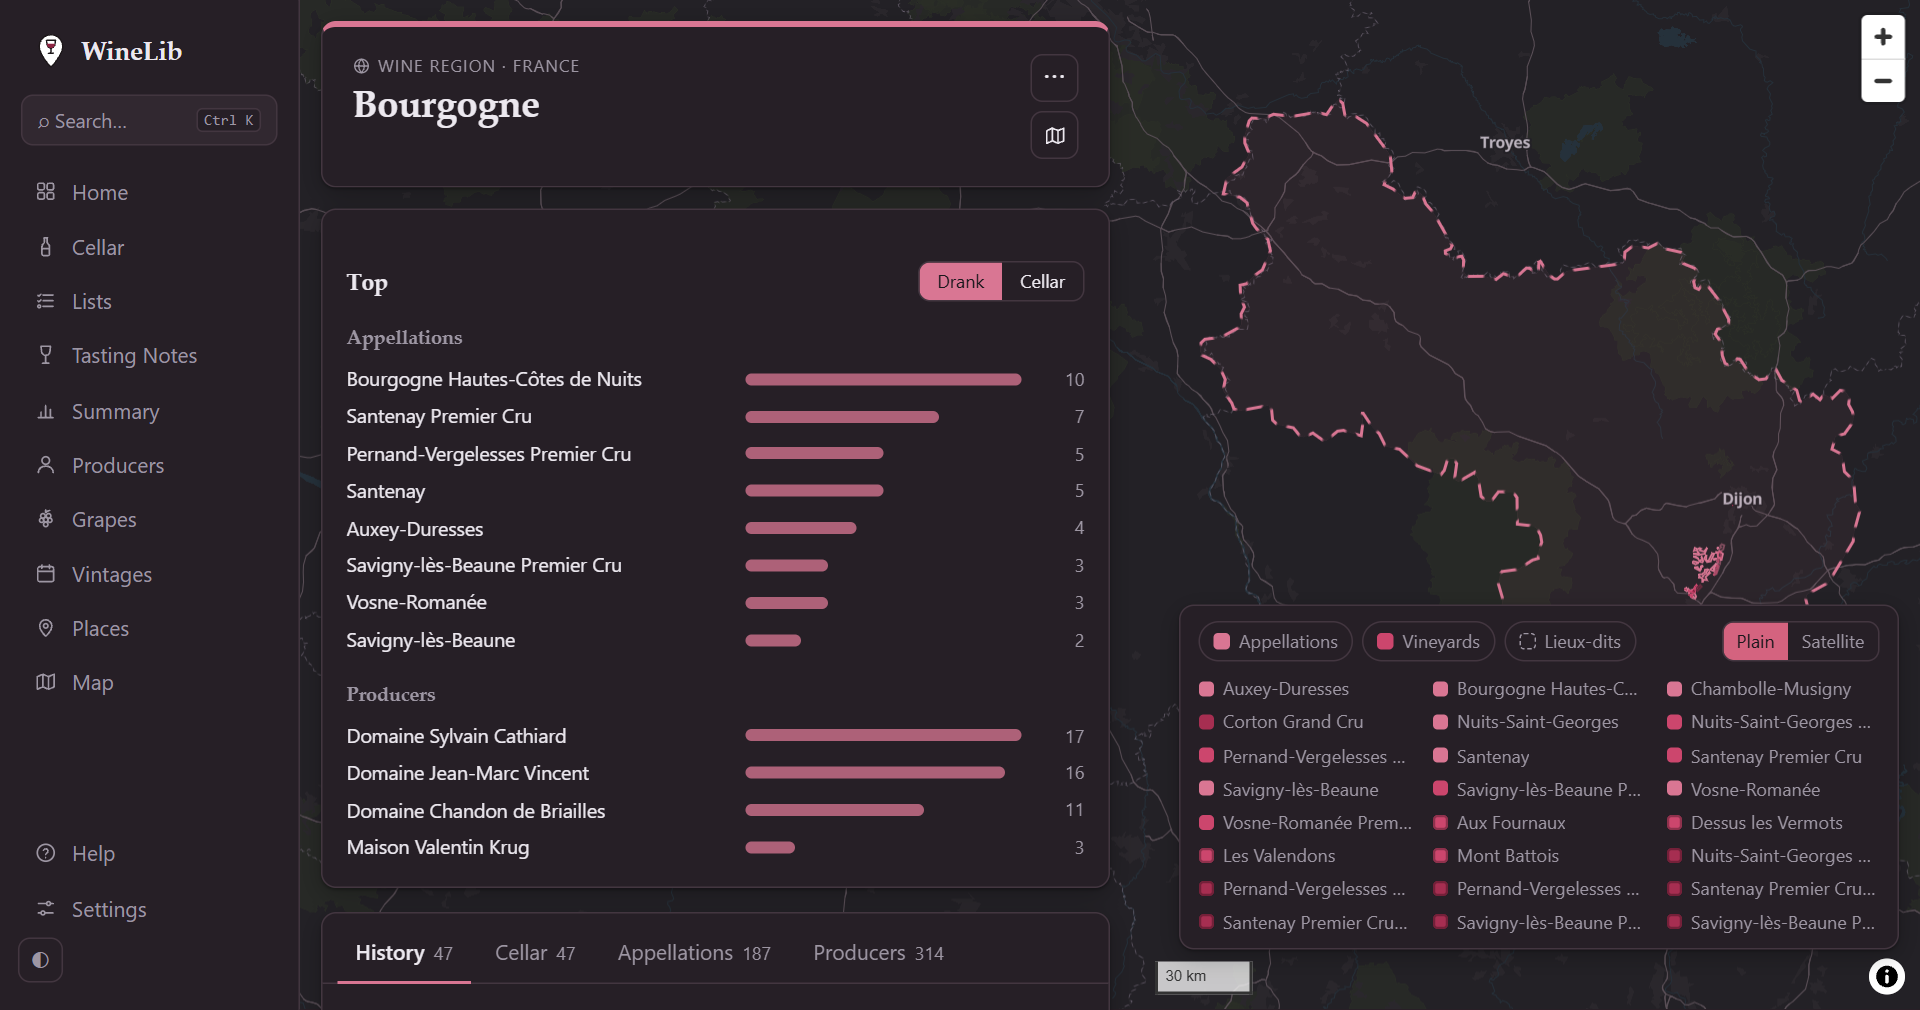 WineLib
Search... Ctrl K
Home
Cellar
Lists
Tasting Notes
Summary
Producers
Grapes
Vintages
Places
Map
Help
Settings
WINE REGION · FRANCE
Bourgogne
Top
Drank Cellar
Appellations
Bourgogne Hautes-Côtes de Nuits 10
Santenay Premier Cru 7
Pernand-Vergelesses Premier Cru 5
Santenay 5
Auxey-Duresses 4
Savigny-lès-Beaune Premier Cru 3
Vosne-Romanée 3
Savigny-lès-Beaune 2
Producers
Domaine Sylvain Cathiard 17
Domaine Jean-Marc Vincent 16
Domaine Chandon de Briailles 11
Maison Valentin Krug 3
History 47 Cellar 47 Appellations 187 Producers 314
Troyes
Dijon
Appellations Vineyards Lieux-dits Plain Satellite
Auxey-Duresses Bourgogne Hautes-C... Chambolle-Musigny
Corton Grand Cru Nuits-Saint-Georges Nuits-Saint-Georges ...
Pernand-Vergelesses ... Santenay Santenay Premier Cru
Savigny-lès-Beaune Savigny-lès-Beaune P... Vosne-Romanée
Vosne-Romanée Prem... Aux Fournaux Dessus les Vermots
Les Valendons Mont Battois Nuits-Saint-Georges ...
Pernand-Vergelesses ... Pernand-Vergelesses ... Santenay Premier Cru...
Santenay Premier Cru... Savigny-lès-Beaune P... Savigny-lès-Beaune P...
30 km